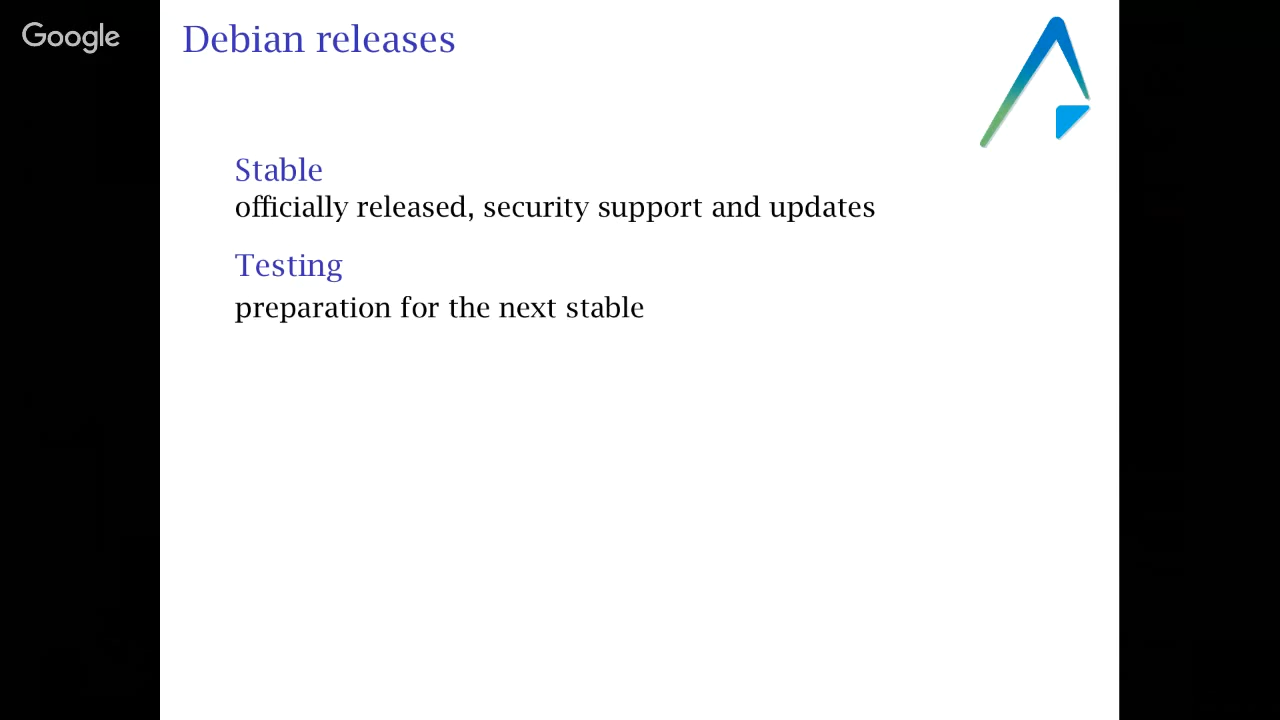 Google
Debian releases
Stable
officially released, security support and updates
Testing
preparation for the next stable